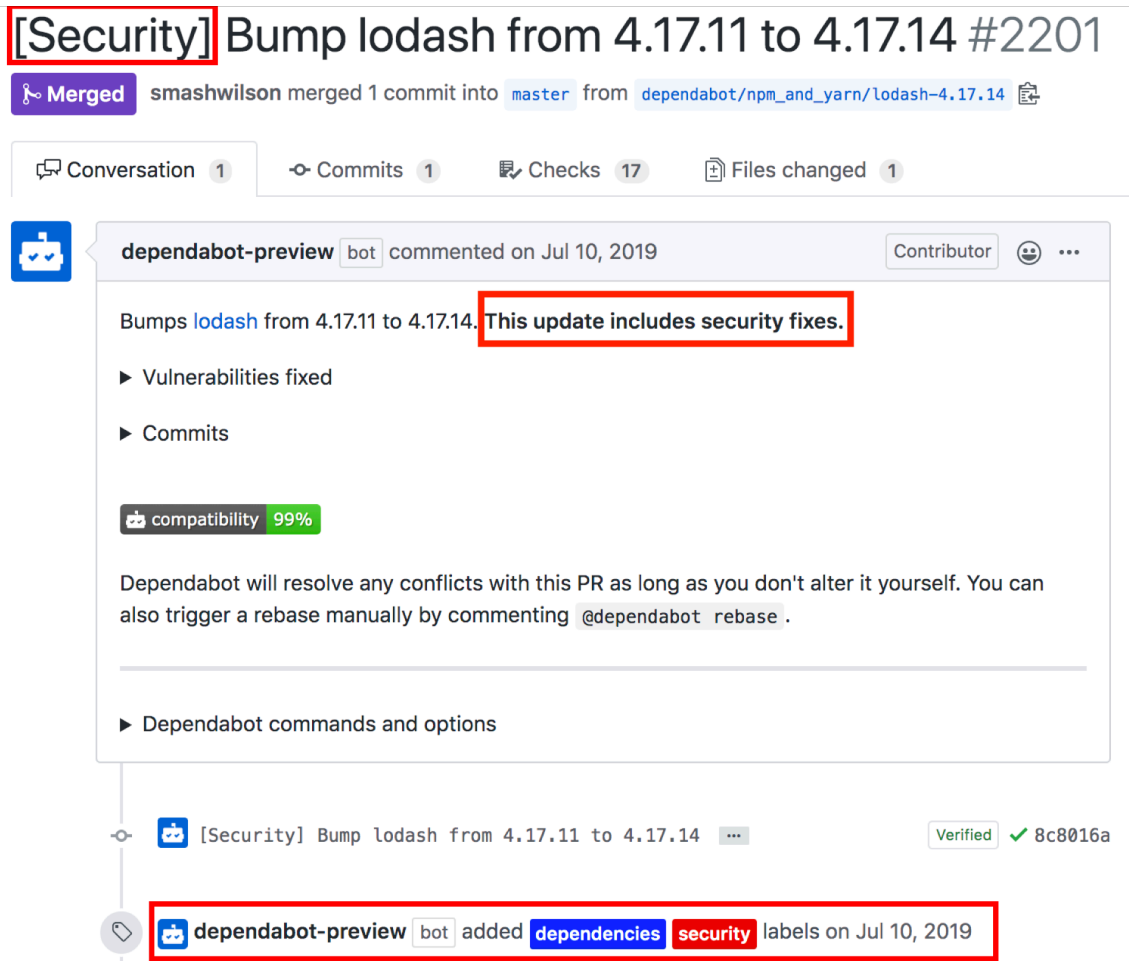 [Security] Bump lodash from 4.17.11 to 4.17.14 #2201
Merged smashwilson merged 1 commit into master from dependabot/npm_and_yarn/lodash-4.17.14
Conversation 1 Commits 1 Checks 17 Files changed 1
dependabot-preview bot commented on Jul 10, 2019 Contributor
Bumps lodash from 4.17.11 to 4.17.14. This update includes security fixes.
Vulnerabilities fixed
Commits
compatibility 99%
Dependabot will resolve any conflicts with this PR as long as you don't alter it yourself. You can
also trigger a rebase manually by commenting @dependabot rebase .
Dependabot commands and options
[Security] Bump lodash from 4.17.11 to 4.17.14 ... Verified 8c8016a
dependabot-preview bot added dependencies security labels on Jul 10, 2019